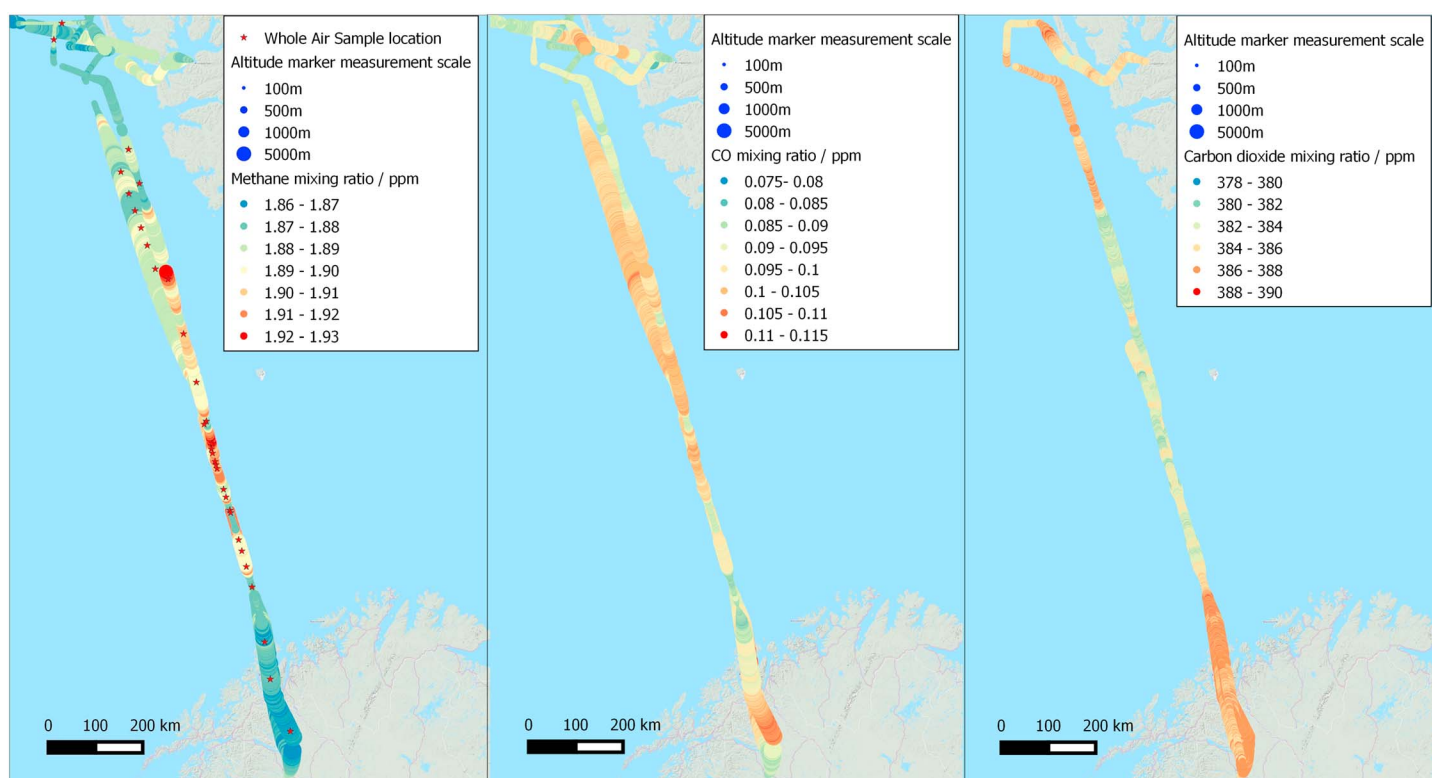 Whole Air Sample location
Altitude marker measurement scale
100m
500m
1000m
5000m
Methane mixing ratio / ppm
1.86 - 1.87
1.87 - 1.88
1.88 - 1.89
1.89 - 1.90
1.90 - 1.91
1.91 - 1.92
1.92 - 1.93
0 100 200 km
Altitude marker measurement scale
100m
500m
1000m
5000m
CO mixing ratio / ppm
0.075- 0.08
0.08 - 0.085
0.085 - 0.09
0.09 - 0.095
0.095 - 0.1
0.1 - 0.105
0.105 - 0.11
0.11 - 0.115
0 100 200 km
Altitude marker measurement scale
100m
500m
1000m
5000m
Carbon dioxide mixing ratio / ppm
378 - 380
380 - 382
382 - 384
384 - 386
386 - 388
388 - 390
0 100 200 km